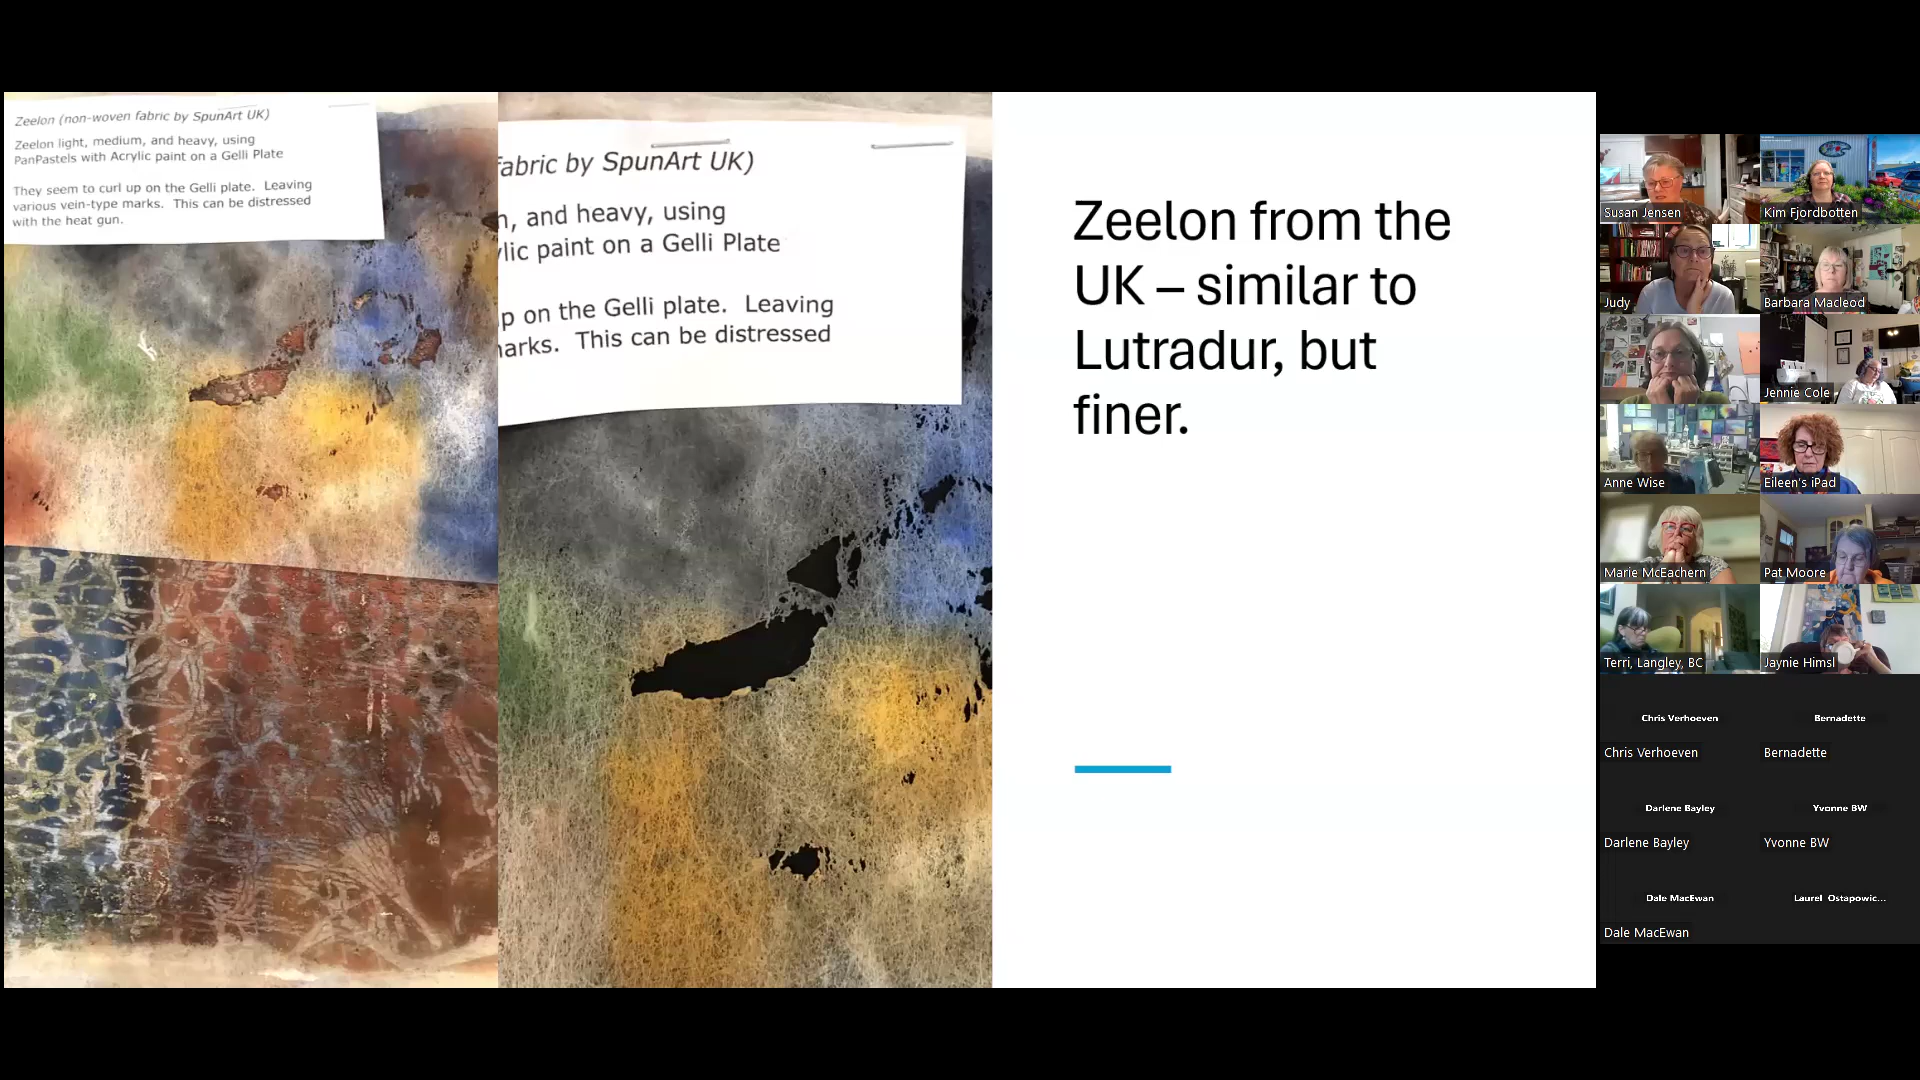 Zeelon (non-woven fabric by SpunArt UK)
Zeelon light, medium, and heavy, using
PanPastels with Acrylic paint on a Gelli Plate
They seem to curl up on the Gelli plate. Leaving
various vein-type marks. This can be distressed
with the heat gun.
fabric by SpunArt UK)
, and heavy, using
lic paint on a Gelli Plate
p on the Gelli plate. Leaving
arks. This can be distressed
Zeelon from the
UK – similar to
Lutradur, but
finer.
Susan Jensen
Kim Fjordbotten
Judy
Barbara Macleod
Jennie Cole
Anne Wise
Eileen's iPad
Marie McEachern
Pat Moore
Terri, Langley, BC
Jaynie Himsl
Chris Verhoeven
Bernadette
Chris Verhoeven
Bernadette
Darlene Bayley
Yvonne BW
Darlene Bayley
Yvonne BW
Dale MacEwan
Laurel Ostapowic...
Dale MacEwan